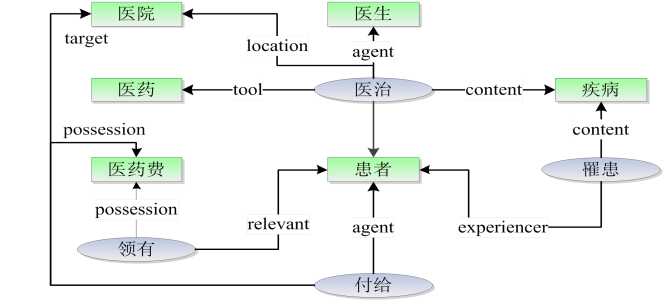 医院
医生
target
location
agent
医药
tool
医治
content
疾病
possession
content
医药费
患者
罹患
possession
relevant
agent
experiencer
领有
付给